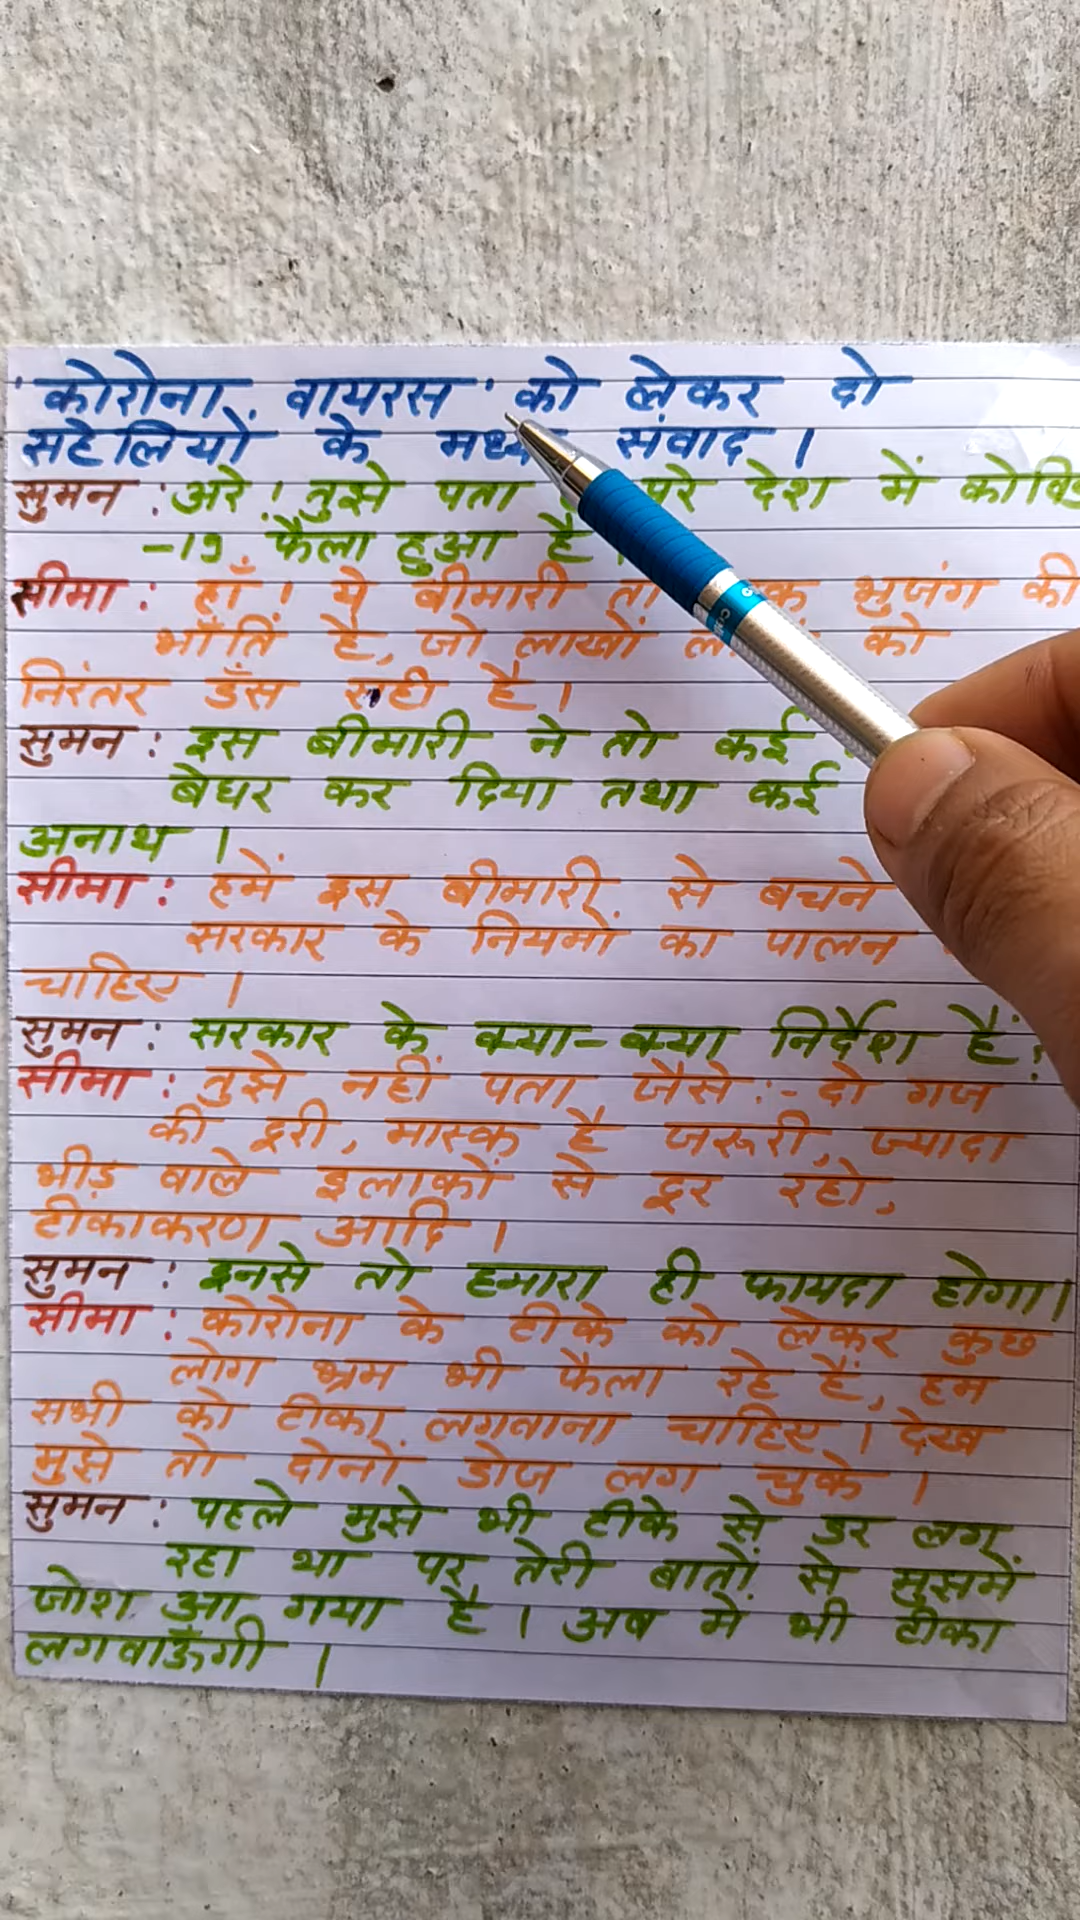 'कोरोना वायरस' को लेकर दो
सहेलियों के मध्य संवाद ।
सुमन : अरे ! तुझे पता देश में कोविड
-19 फैला हुआ है
सीमा : हाँ ! ये बीमारी तो भुजंग की
भाँति है, जो लाखों को
निरंतर डँस रही है ।
सुमन : इस बीमारी ने तो कई
बेघर कर दिया तथा कई
अनाथ ।
सीमा : हमें इस बीमारी से बचने
सरकार के नियमों का पालन
चाहिए ।
सुमन : सरकार के क्या-क्या निर्देश हैं?
सीमा : तुझे नहीं पता जैसे:- दो गज
की दूरी, मास्क है जरूरी, ज्यादा
भीड़ वाले इलाकों से दूर रहो,
टीकाकरण आदि ।
सुमन : इनसे तो हमारा ही फायदा होगा।
सीमा : कोरोना के टीके को लेकर कुछ
लोग भ्रम भी फैला रहे हैं, हम
सभी को टीका लगवाना चाहिए । देख
मुझे तो दोनों डोज लग चुके ।
सुमन : पहले मुझे भी टीके से डर लग
रहा था पर तेरी बातों से मुझमें
जोश आ गया है । अब में भी टीका
लगवाऊँगी ।